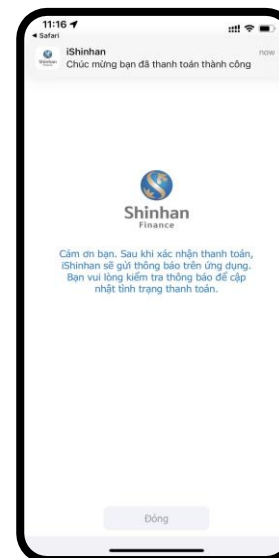 11:16
Safari
iShinhan
now
Chúc mừng bạn đã thanh toán thành công
Shinhan
Finance
Cảm ơn bạn. Sau khi xác nhận thanh toán,
iShinhan sẽ gửi thông báo trên ứng dụng.
Bạn vui lòng kiểm tra thông báo để cập
nhật tình trạng thanh toán.
Đóng